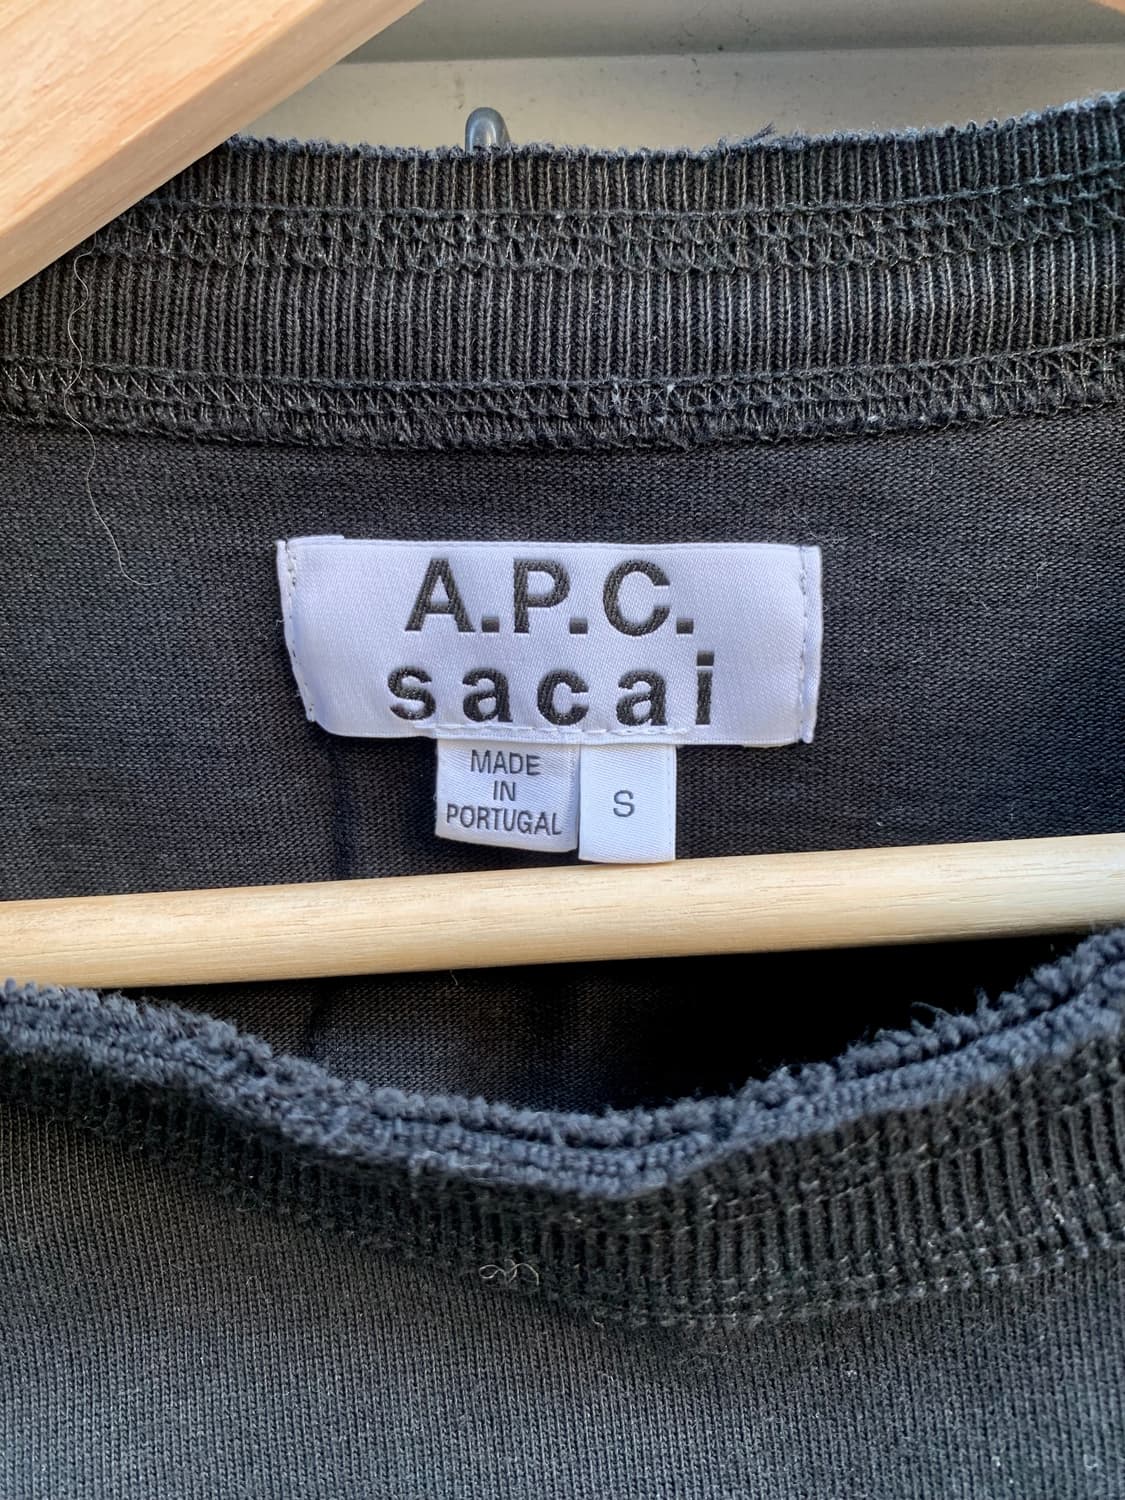 A.P.C.
sacai
MADE
IN
PORTUGAL
S